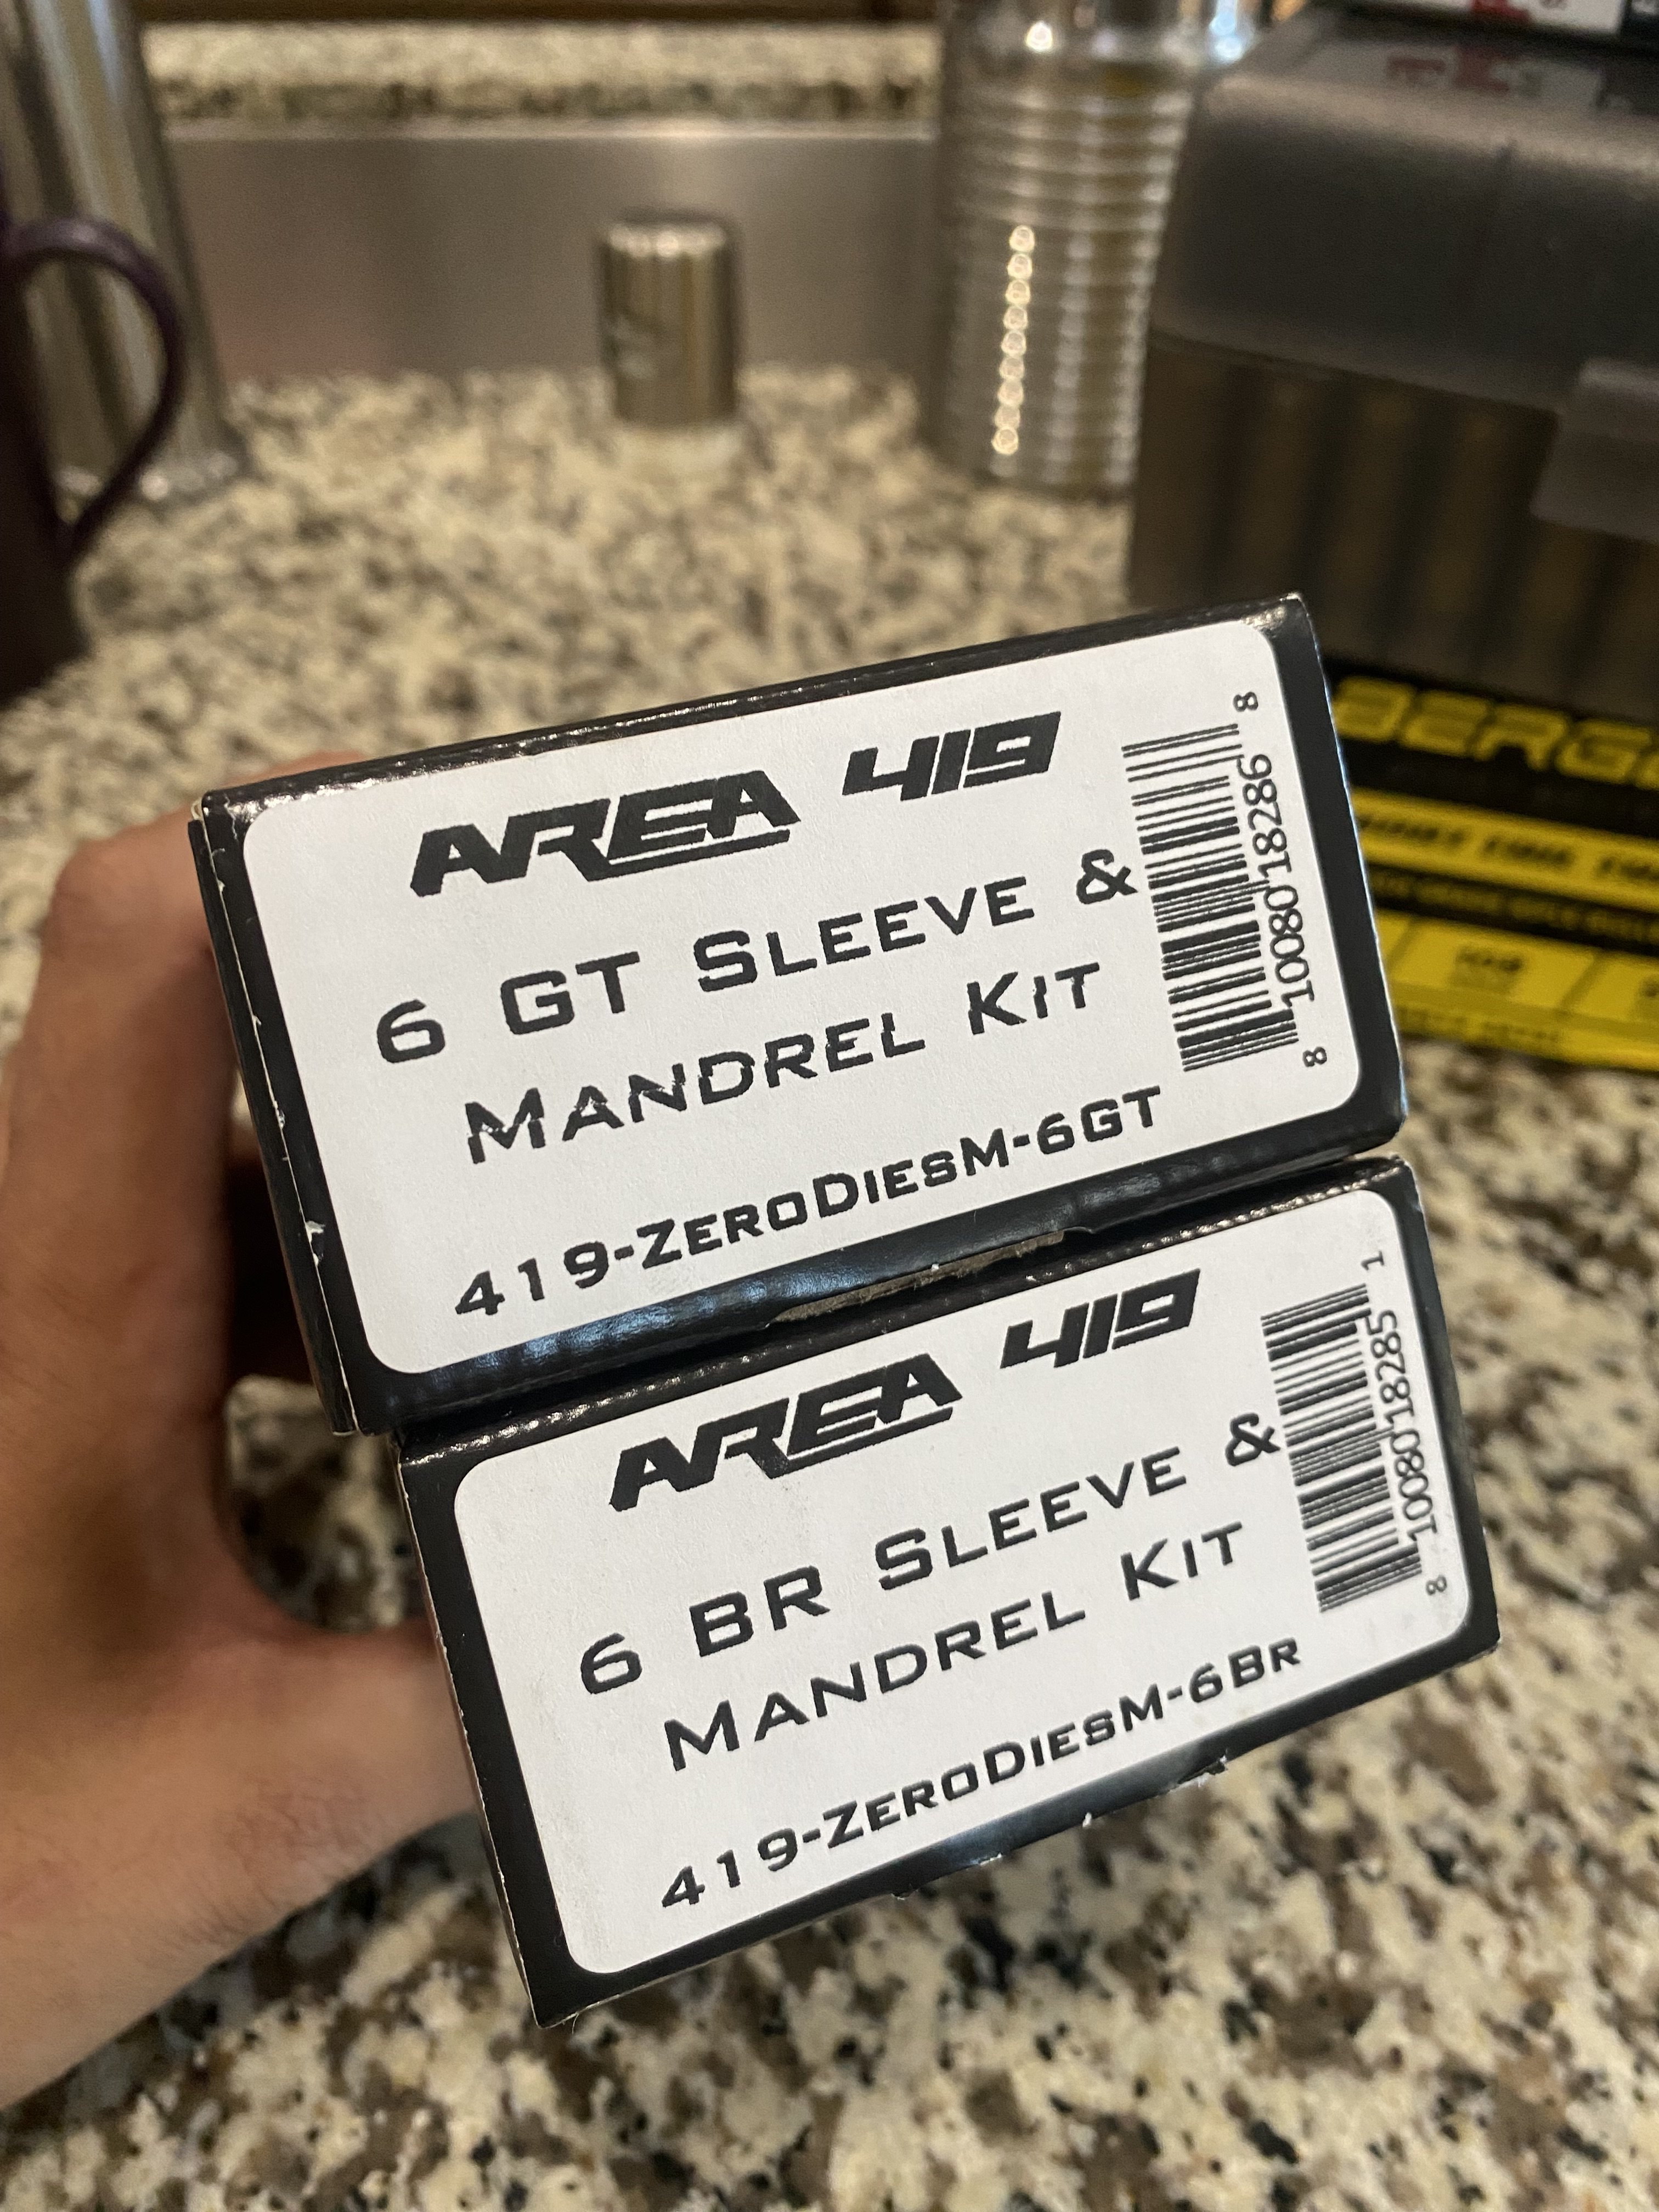 AREA 419
6 GT SLEEVE &
MANDREL KIT
419-ZERODIESM-6GT
8 10080 18286 8
AREA 419
6 BR SLEEVE &
MANDREL KIT
419-ZERODIESM-6BR
8 10080 18285 1